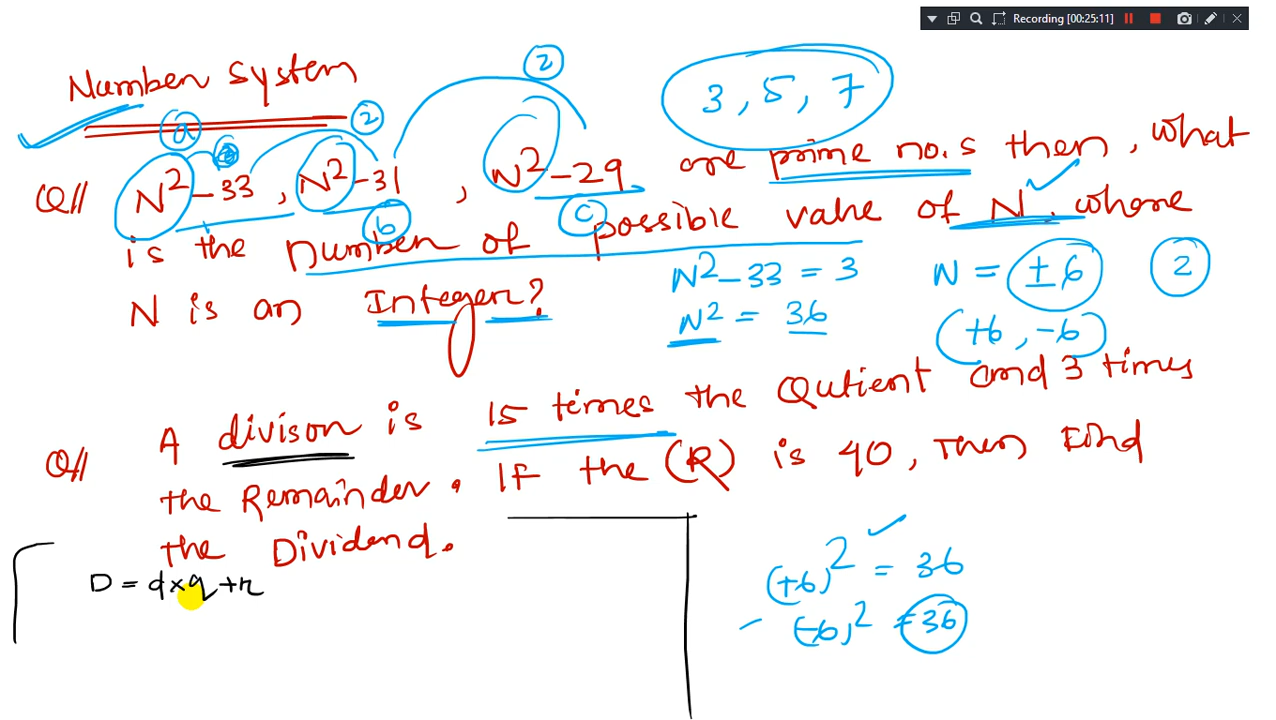 Recording [00:25:11]
Number system
3, 5, 7
a
2
2
Q// N²-33, N²-31, N²-29 are prime no.s then, what
b
c
is the number of possible value of N, where
N is an Integer?
N²-33 = 3
N² = 36
N = ±6
2
(+6, -6)
Q// A divison is 15 times the Qutient and 3 times
the Remainder. If the (R) is 40, Then Find
the Dividend.
D = d×q+r
(+6)² = 36
(-6)² = 36